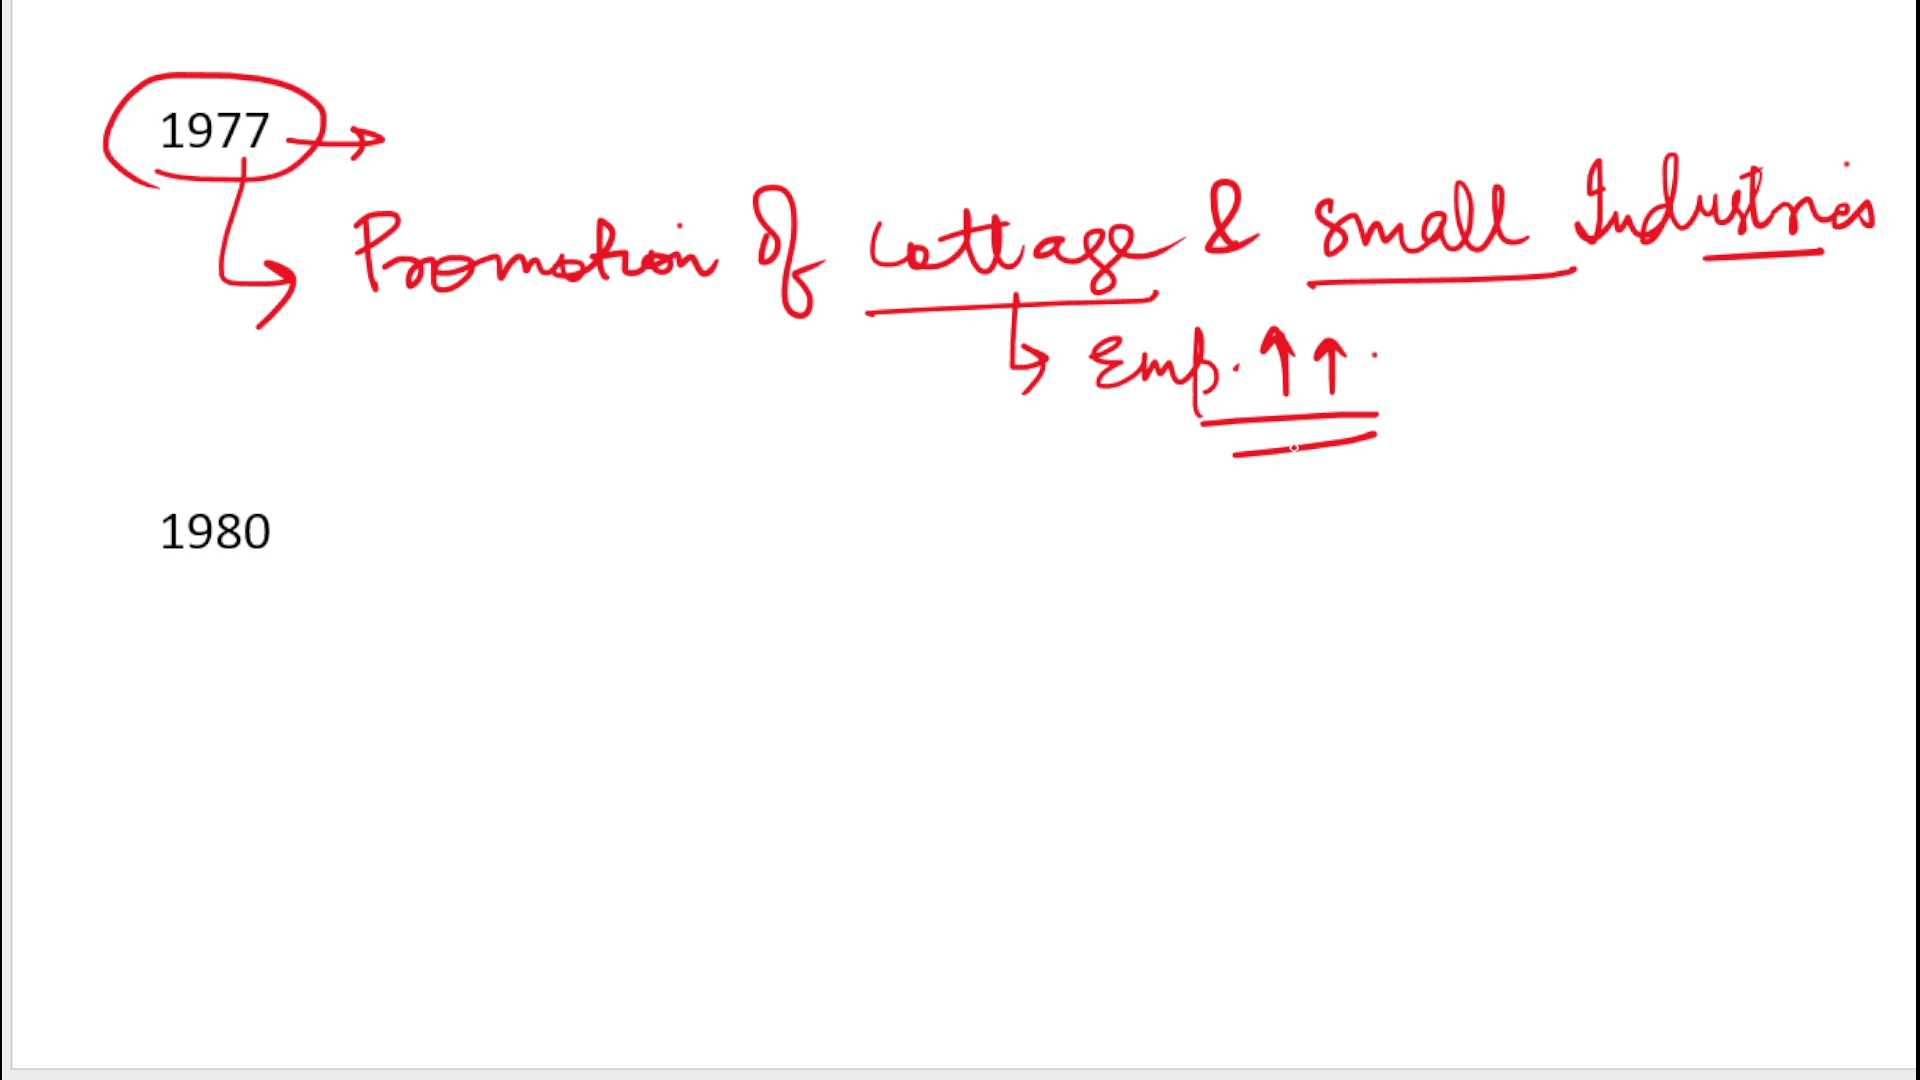 1977 →
↳ Promotion of cottage & small Industries
↳ Emp. ↑↑.
1980